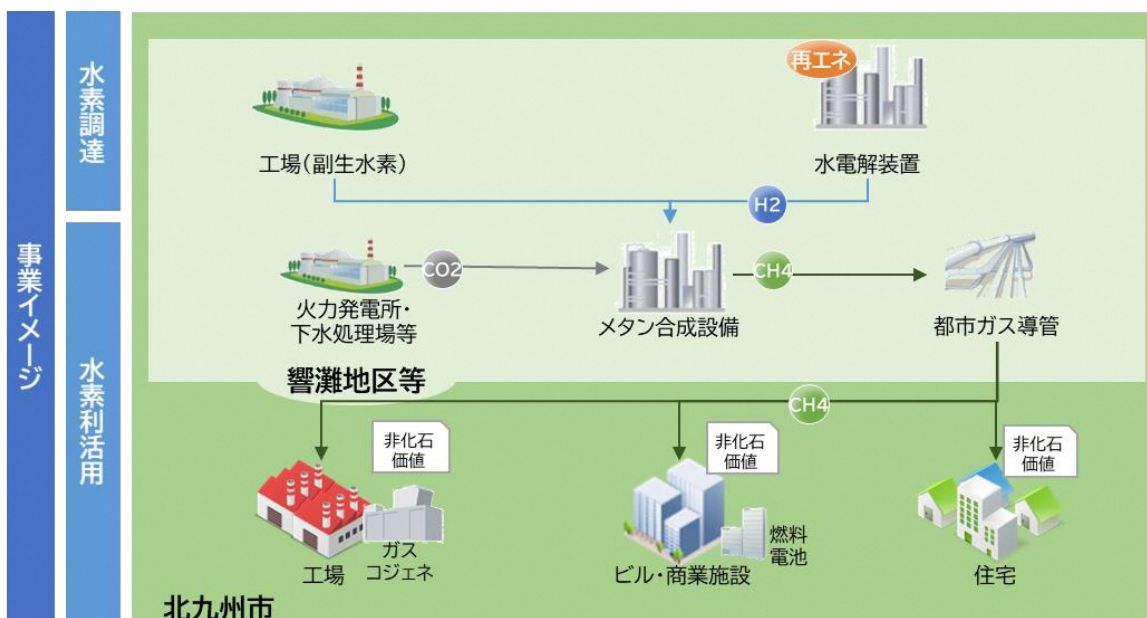 事業イメージ
水素調達
水素利活用
再エネ
工場(副生水素)
水電解装置
H2
CO2
CH4
火力発電所・
下水処理場等
メタン合成設備
都市ガス導管
響灘地区等
CH4
非化石
価値
非化石
価値
非化石
価値
ガス
コジェネ
燃料
電池
工場
ビル・商業施設
住宅
北九州市